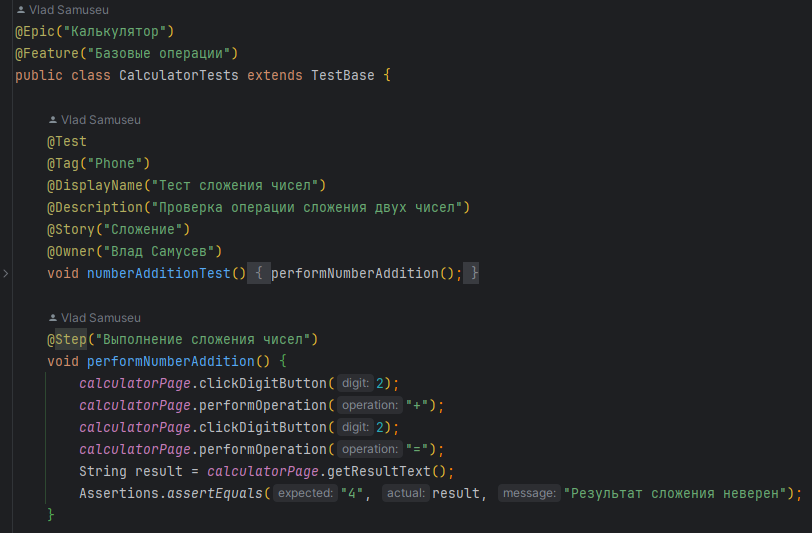 Vlad Samuseu
@Epic("Калькулятор")
@Feature("Базовые операции")
public class CalculatorTests extends TestBase {
Vlad Samuseu
@Test
@Tag("Phone")
@DisplayName("Тест сложения чисел")
@Description("Проверка операции сложения двух чисел")
@Story("Сложение")
@Owner("Влад Самусев")
void numberAdditionTest() { performNumberAddition(); }
Vlad Samuseu
@Step("Выполнение сложения чисел")
void performNumberAddition() {
calculatorPage.clickDigitButton( digit: 2);
calculatorPage.performOperation( operation: "+");
calculatorPage.clickDigitButton( digit: 2);
calculatorPage.performOperation( operation: "=");
String result = calculatorPage.getResultText();
Assertions.assertEquals( expected: "4", actual: result, message: "Результат сложения неверен");
}